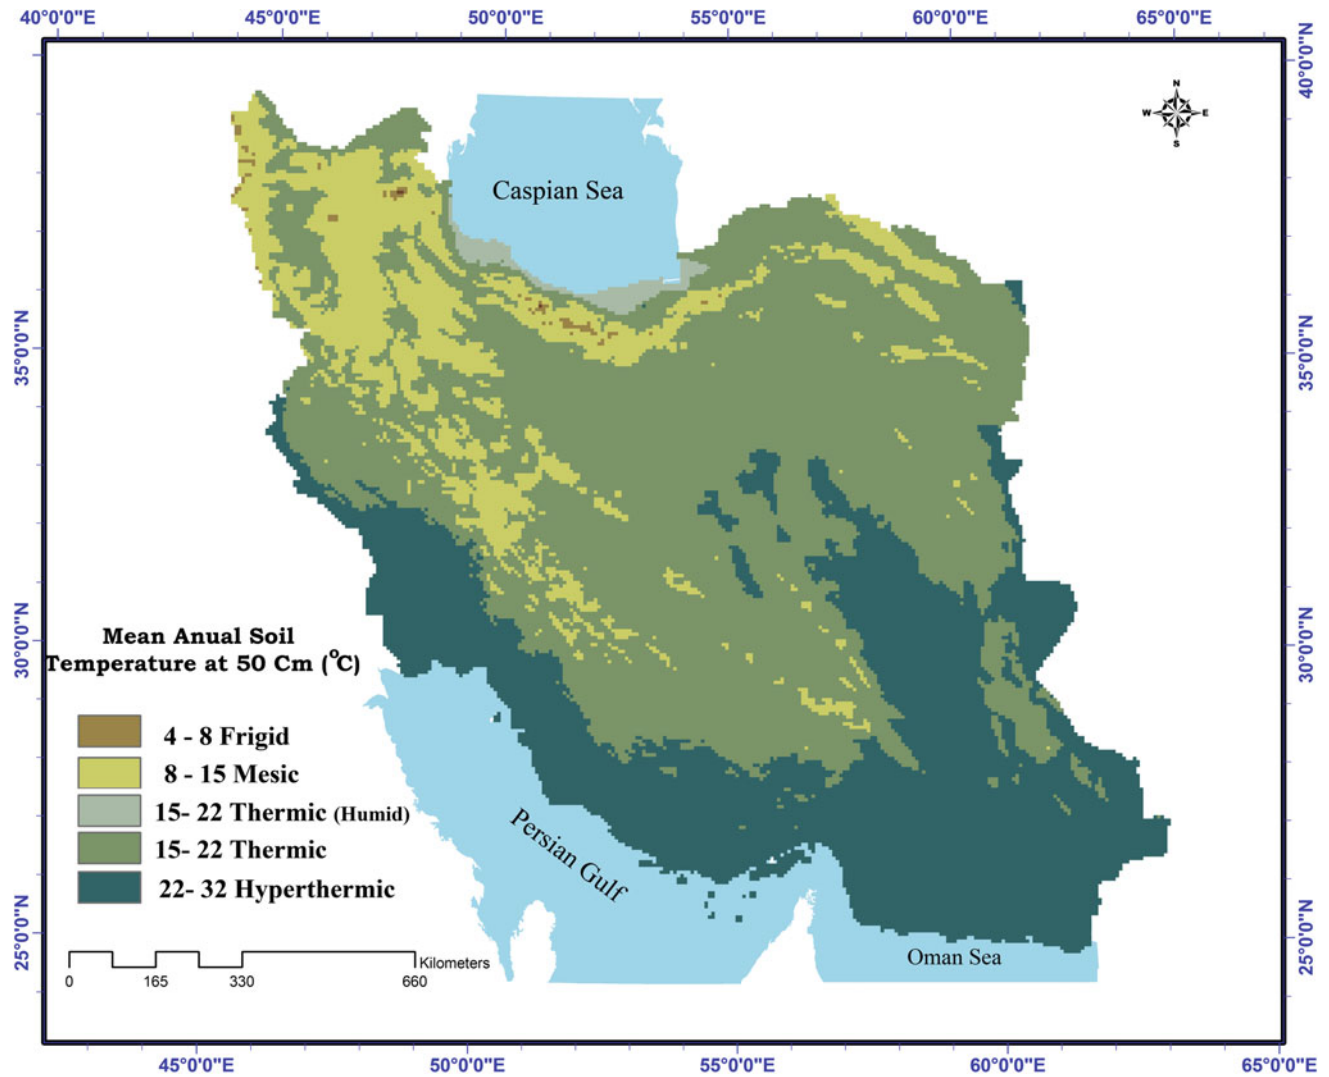 40°0'0"E 45°0'0"E 50°0'0"E 55°0'0"E 60°0'0"E 65°0'0"E
40°0'0"N
N
W E
S
Caspian Sea
35°0'0"N 35°0'0"N
30°0'0"N 30°0'0"N
Mean Anual Soil
Temperature at 50 Cm (°C)
4 - 8 Frigid
8 - 15 Mesic
15- 22 Thermic (Humid)
15- 22 Thermic
22- 32 Hyperthermic
Persian Gulf
25°0'0"N 25°0'0"N
Oman Sea
Kilometers
0 165 330 660
45°0'0"E 50°0'0"E 55°0'0"E 60°0'0"E 65°0'0"E